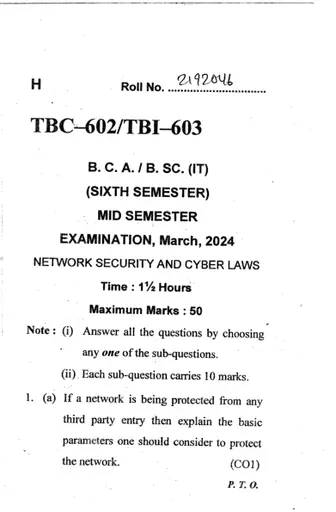 H
Roll No. 2192046
TBC–602/TBI–603
B. C. A. / B. SC. (IT)
(SIXTH SEMESTER)
MID SEMESTER
EXAMINATION, March, 2024
NETWORK SECURITY AND CYBER LAWS
Time : 1½ Hours
Maximum Marks : 50
Note : (i) Answer all the questions by choosing
any one of the sub-questions.
(ii) Each sub-question carries 10 marks.
1. (a) If a network is being protected from any
third party entry then explain the basic
parameters one should consider to protect
the network. (CO1)
P. T. O.